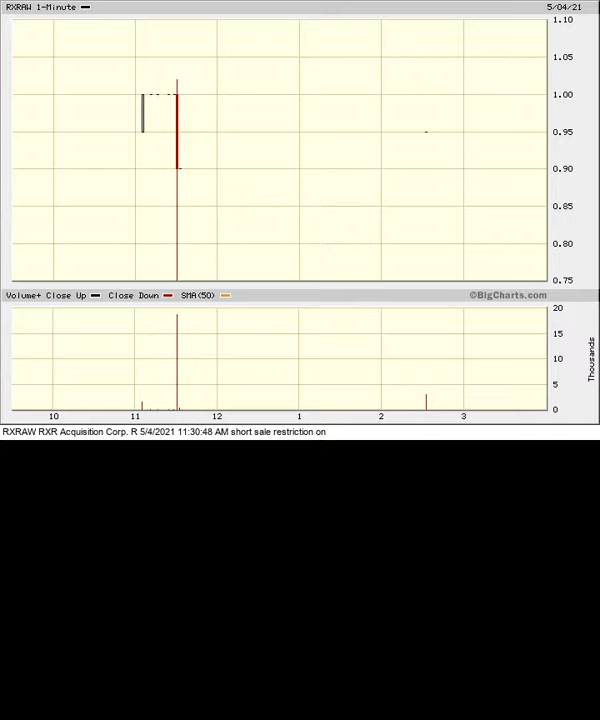 RXRAW 1-Minute 5/04/21
1.10
1.05
1.00
0.95
0.90
0.85
0.80
0.75
Volume+ Close Up Close Down SMA(50) ©BigCharts.com
20
15
10
5
0
Thousands
10 11 12 1 2 3
RXRAW RXR Acquisition Corp. R 5/4/2021 11:30:48 AM short sale restriction on